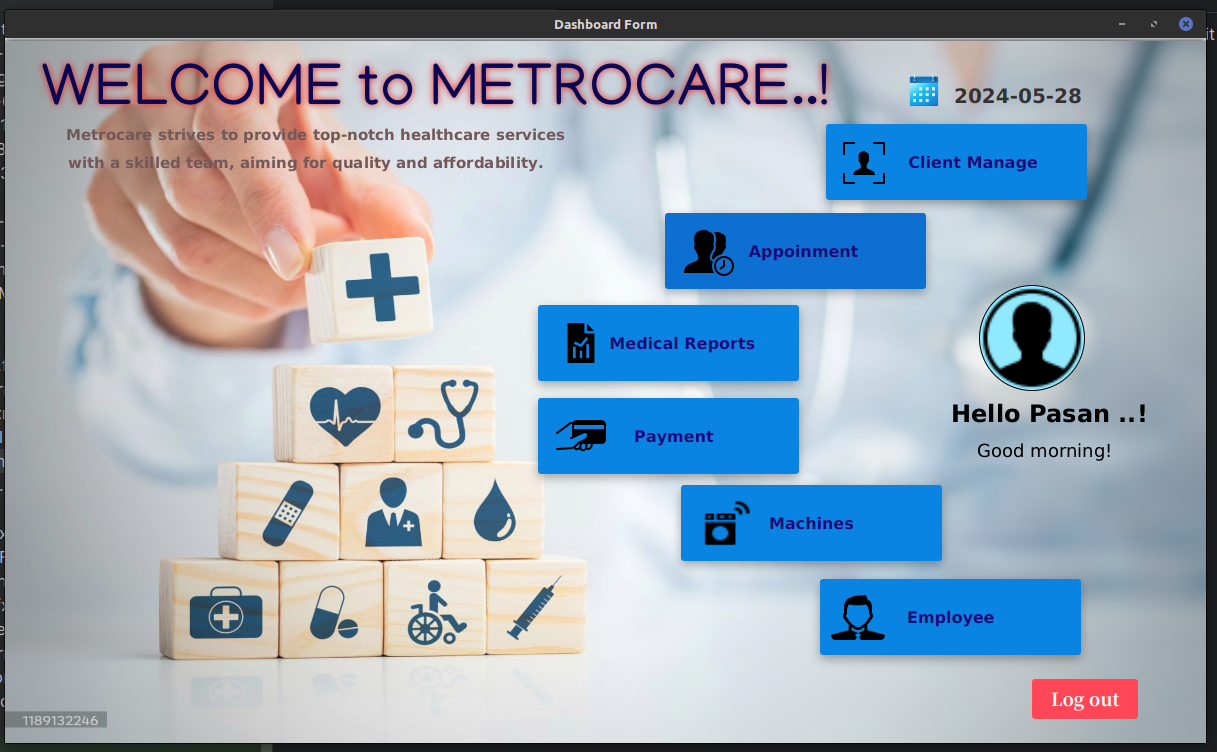 Dashboard Form
WELCOME to METROCARE..!
2024-05-28
Metrocare strives to provide top-notch healthcare services
with a skilled team, aiming for quality and affordability.
Client Manage
Appoinment
Medical Reports
Payment
Hello Pasan ..!
Good morning!
Machines
Employee
Log out
1189132246